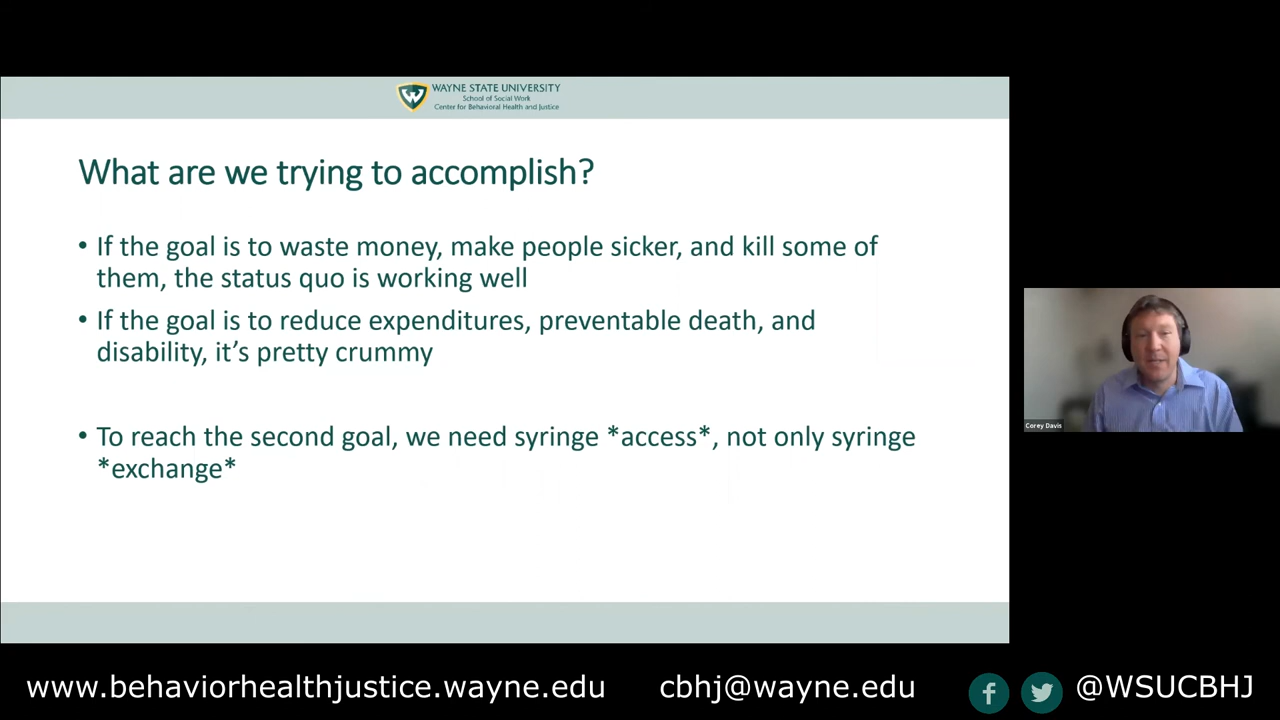 WAYNE STATE UNIVERSITY
School of Social Work
Center for Behavioral Health and Justice
What are we trying to accomplish?
• If the goal is to waste money, make people sicker, and kill some of
them, the status quo is working well
• If the goal is to reduce expenditures, preventable death, and
disability, it's pretty crummy
• To reach the second goal, we need syringe *access*, not only syringe
*exchange*
Corey Davis
www.behaviorhealthjustice.wayne.edu
cbhj@wayne.edu
@WSUCBHJ